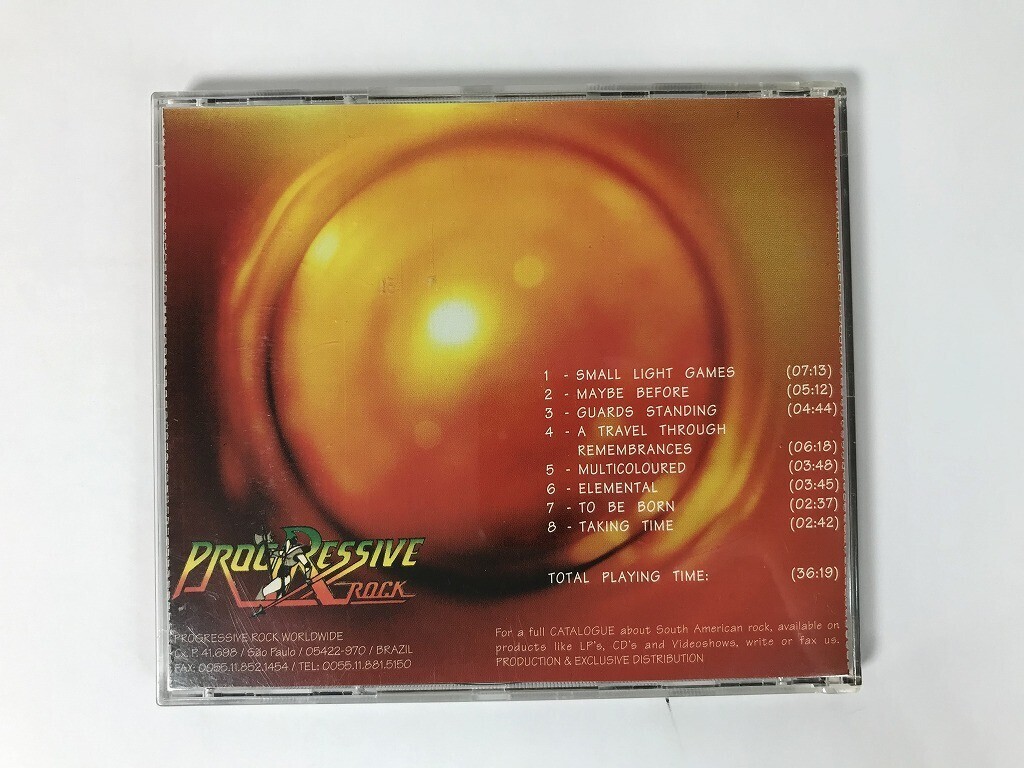 1 - SMALL LIGHT GAMES (07:13)
2 - MAYBE BEFORE (05:12)
3 - GUARDS STANDING (04:44)
4 - A TRAVEL THROUGH
REMEMBRANCES (06:18)
5 - MULTICOLOURED (03:48)
6 - ELEMENTAL (03:45)
7 - TO BE BORN (02:37)
8 - TAKING TIME (02:42)
TOTAL PLAYING TIME: (36:19)
PROGRESSIVE
ROCK
PROGRESSIVE ROCK WORLDWIDE
Cx. P. 41.698 / São Paulo / 05422-970 / BRAZIL
FAX: 0055.11.852.1454 / TEL: 0055.11.881.5150
For a full CATALOGUE about South American rock, available on
products like LP's, CD's and Videoshows, write or fax us.
PRODUCTION & EXCLUSIVE DISTRIBUTION